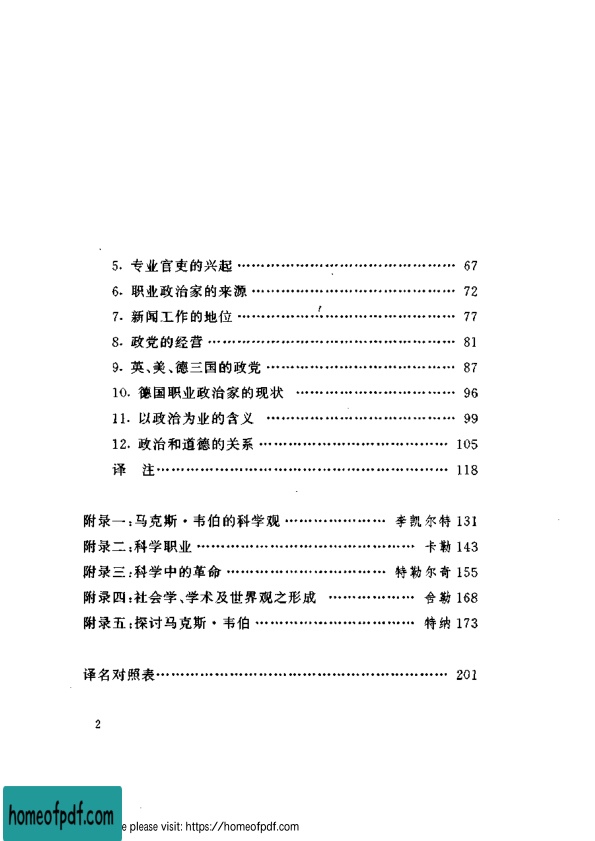 5. 专业官吏的兴起 …………………………………… 67
6. 职业政治家的来源 ………………………………… 72
7. 新闻工作的地位 …………………………………… 77
8. 政党的经营 ………………………………………… 81
9. 英、美、德三国的政党 …………………………… 87
10. 德国职业政治家的现状 ………………………… 96
11. 以政治为业的含义 ……………………………… 99
12. 政治和道德的关系 ……………………………… 105
译 注 ………………………………………………… 118
附录一:马克斯·韦伯的科学观 ………………… 李凯尔特 131
附录二:科学职业 …………………………………… 卡勒 143
附录三:科学中的革命 …………………………… 特勒尔奇 155
附录四:社会学、学术及世界观之形成 ……………… 舍勒 168
附录五:探讨马克斯·韦伯 ………………………… 特纳 173
译名对照表 ………………………………………………… 201
2
homeofpdf.com
e please visit: https://homeofpdf.com